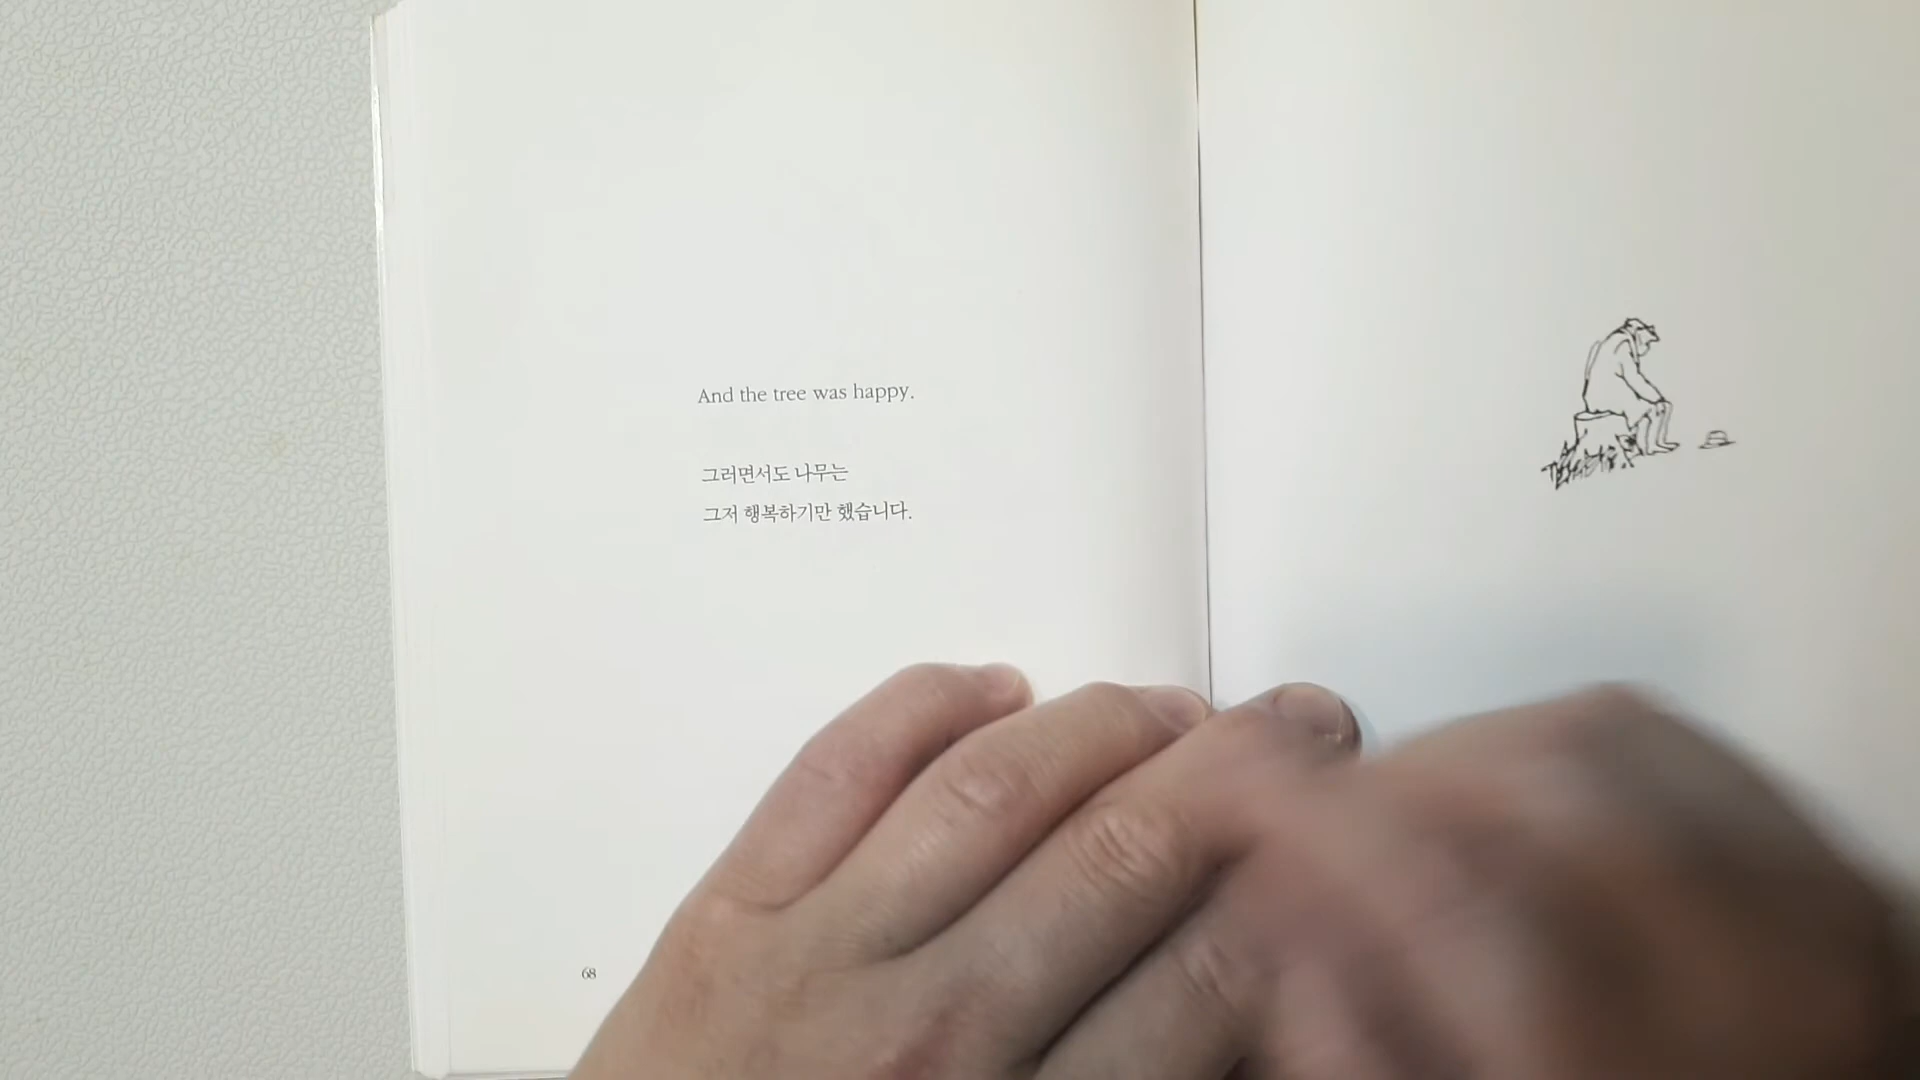 And the tree was happy.
그러면서도 나무는
그저 행복하기만 했습니다.
68